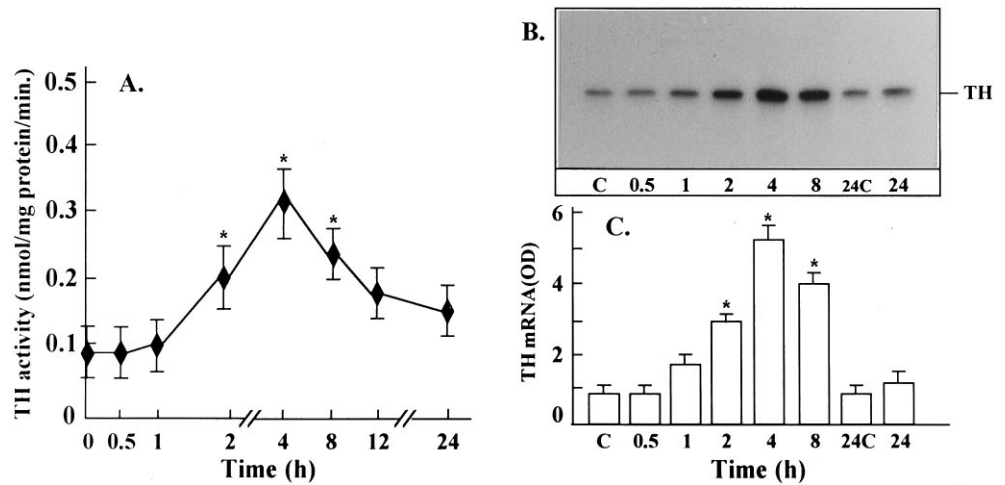 A.
TH activity (nmol/mg protein/min.)
0.5
0.4
0.3
0.2
0.1
0
*
*
*
0 0.5 1 2 4 8 12 24
Time (h)
B.
TH
C 0.5 1 2 4 8 24C 24
C.
TH mRNA(OD)
6
4
2
0
*
*
*
C 0.5 1 2 4 8 24C 24
Time (h)